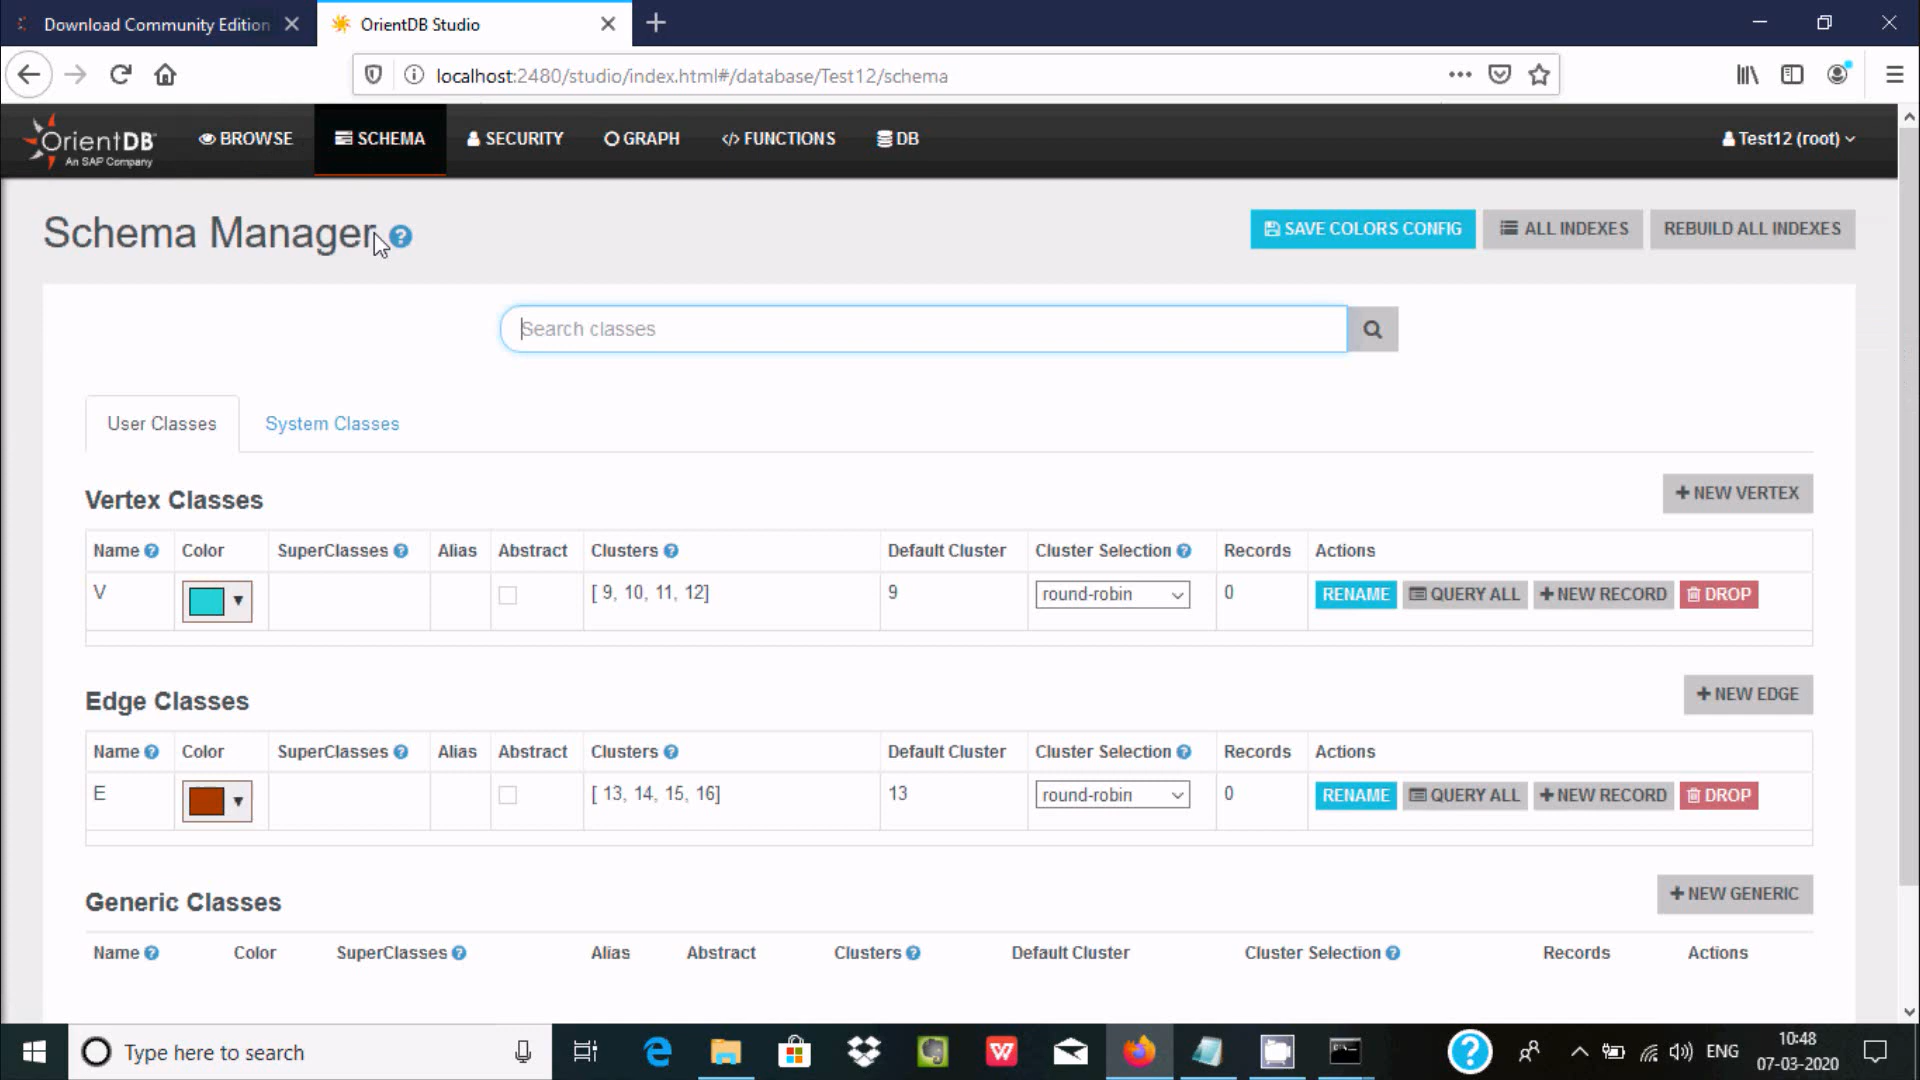 Download Community Edition
OrientDB Studio
localhost:2480/studio/index.html#/database/Test12/schema
OrientDB
An SAP Company
BROWSE
SCHEMA
SECURITY
GRAPH
FUNCTIONS
DB
Test12 (root)
Schema Manager
SAVE COLORS CONFIG
ALL INDEXES
REBUILD ALL INDEXES
Search classes
User Classes
System Classes
Vertex Classes
NEW VERTEX
Name Color SuperClasses Alias Abstract Clusters Default Cluster Cluster Selection Records Actions
V [ 9, 10, 11, 12] 9 round-robin 0 RENAME QUERY ALL NEW RECORD DROP
Edge Classes
NEW EDGE
Name Color SuperClasses Alias Abstract Clusters Default Cluster Cluster Selection Records Actions
E [ 13, 14, 15, 16] 13 round-robin 0 RENAME QUERY ALL NEW RECORD DROP
Generic Classes
NEW GENERIC
Name Color SuperClasses Alias Abstract Clusters Default Cluster Cluster Selection Records Actions
Type here to search
ENG
10:48
07-03-2020